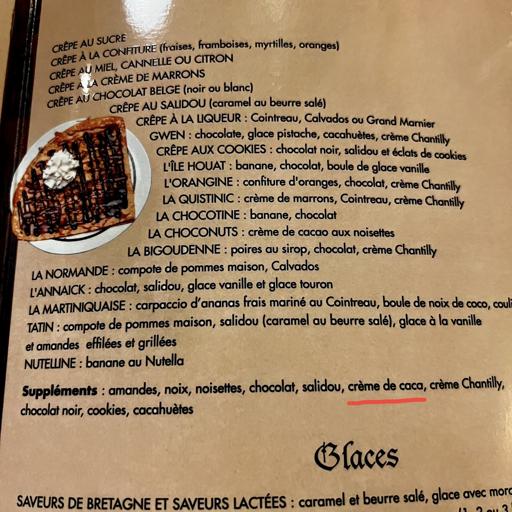 CRÊPE AU SUCRE
CRÊPE À LA CONFITURE (fraises, framboises, myrtilles, oranges)
CRÊPE AU MIEL, CANNELLE OU CITRON
CRÊPE À LA CRÈME DE MARRONS
CRÊPE AU CHOCOLAT BELGE (noir ou blanc)
CRÊPE AU SALIDOU (caramel au beurre salé)
CRÊPE À LA LIQUEUR : Cointreau, Calvados ou Grand Marnier
GWEN : chocolate, glace pistache, cacahuètes, crème Chantilly
CRÊPE AUX COOKIES : chocolat noir, salidou et éclats de cookies
L'ÎLE HOUAT : banane, chocolat, boule de glace vanille
L'ORANGINE : confiture d'oranges, chocolat, crème Chantilly
LA QUISTINIC : crème de marrons, Cointreau, crème Chantilly
LA CHOCOTINE : banane, chocolat
LA CHOCONUTS : crème de cacao aux noisettes
LA BIGOUDENNE : poires au sirop, chocolat, crème Chantilly
LA NORMANDE : compote de pommes maison, Calvados
L'ANNAICK : chocolat, salidou, glace vanille et glace touron
LA MARTINIQUAISE : carpaccio d'ananas frais mariné au Cointreau, boule de noix de coco,
TATIN : compote de pommes maison, salidou (caramel au beurre salé), glace à la vanille
et amandes effilées et grillées
NUTELLINE : banane au Nutella
Suppléments : amandes, noix, noisettes, chocolat, salidou, crème de caca, crème Chantilly,
chocolat noir, cookies, cacahuètes
Glaces
SAVEURS DE BRETAGNE ET SAVEURS LACTÉES : caramel et beurre salé, glace avec